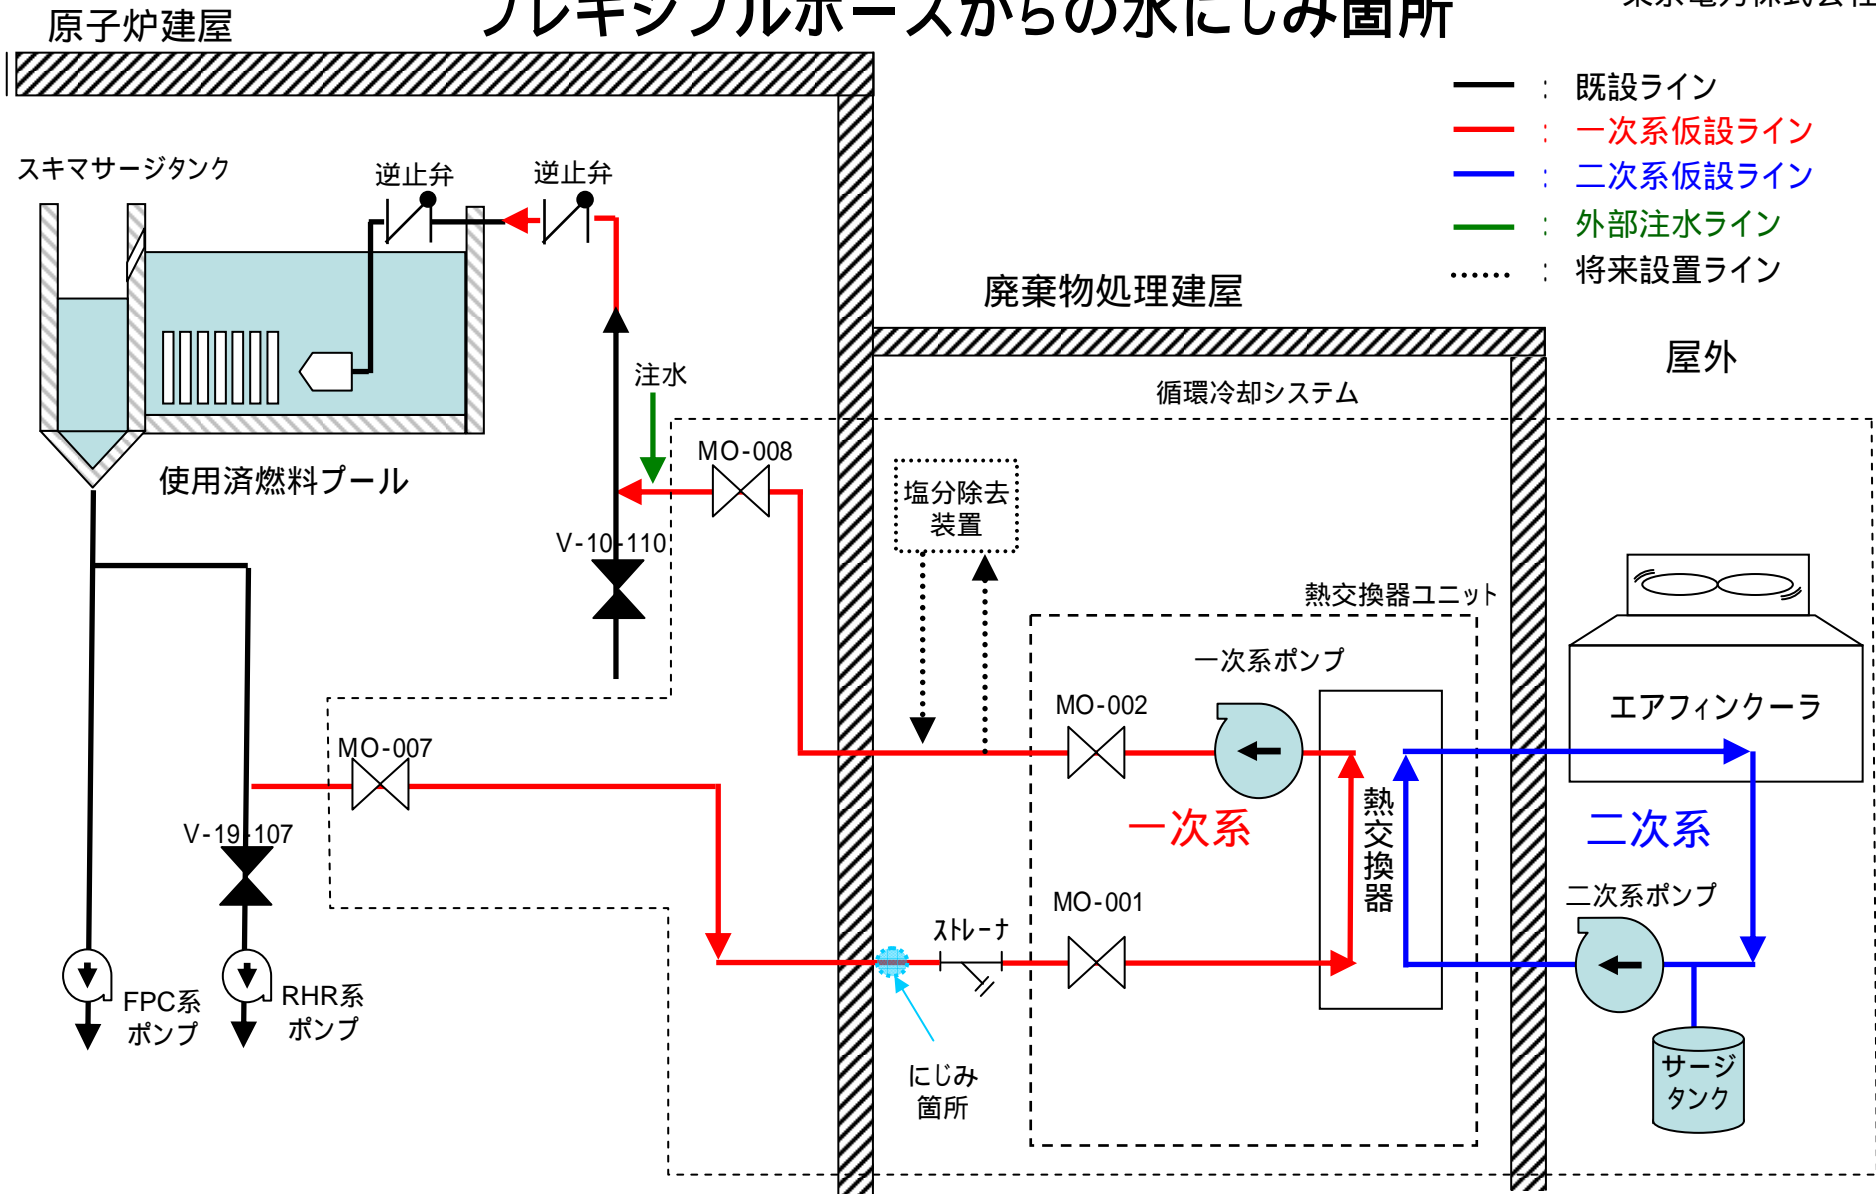 フレキシブルホースからの水にじみ箇所
東京電力株式会社
原子炉建屋
: 既設ライン
: 一次系仮設ライン
: 二次系仮設ライン
: 外部注水ライン
: 将来設置ライン
スキマサージタンク
逆止弁
逆止弁
廃棄物処理建屋
屋外
注水
循環冷却システム
MO-008
使用済燃料プール
塩分除去
装置
V-10-110
熱交換器ユニット
一次系ポンプ
MO-002
エアフィンクーラ
MO-007
一次系
熱交換器
二次系
V-19-107
MO-001
二次系ポンプ
ストレーナ
FPC系
ポンプ
RHR系
ポンプ
にじみ
箇所
サージ
タンク